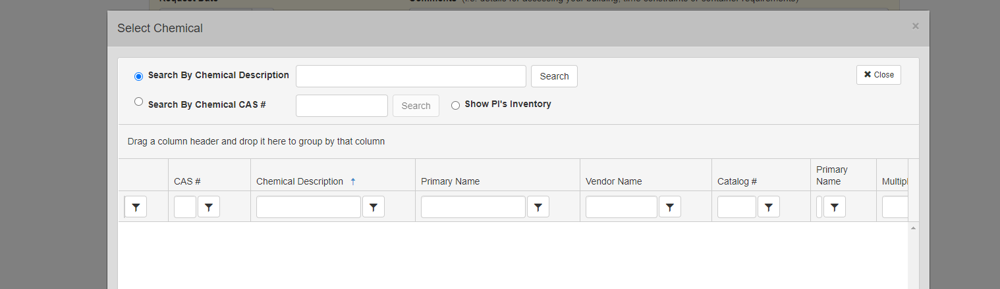 Request Date
Comments (i.e. details for accessing your building, time constraints or container requirements)
Select Chemical
×
Search By Chemical Description
Search
✖ Close
Search By Chemical CAS #
Search
Show PI's Inventory
Drag a column header and drop it here to group by that column
CAS #
Chemical Description ↑
Primary Name
Vendor Name
Catalog #
Primary
Name
Multipl